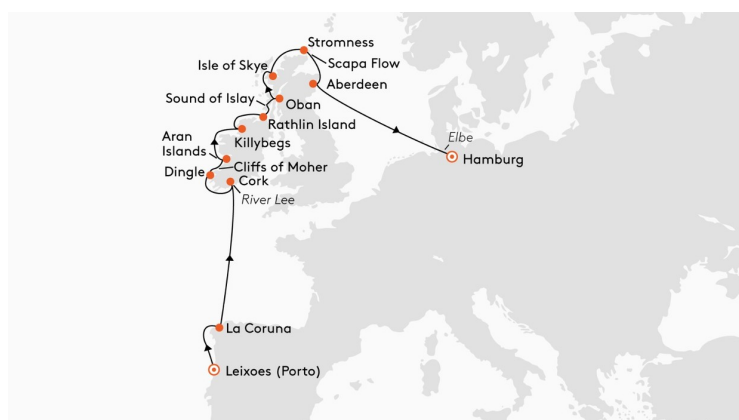 Stromness
Scapa Flow
Isle of Skye
Aberdeen
Sound of Islay
Oban
Rathlin Island
Aran
Islands
Killybegs
Cliffs of Moher
Dingle
Cork
River Lee
Elbe
Hamburg
La Coruna
Leixoes (Porto)